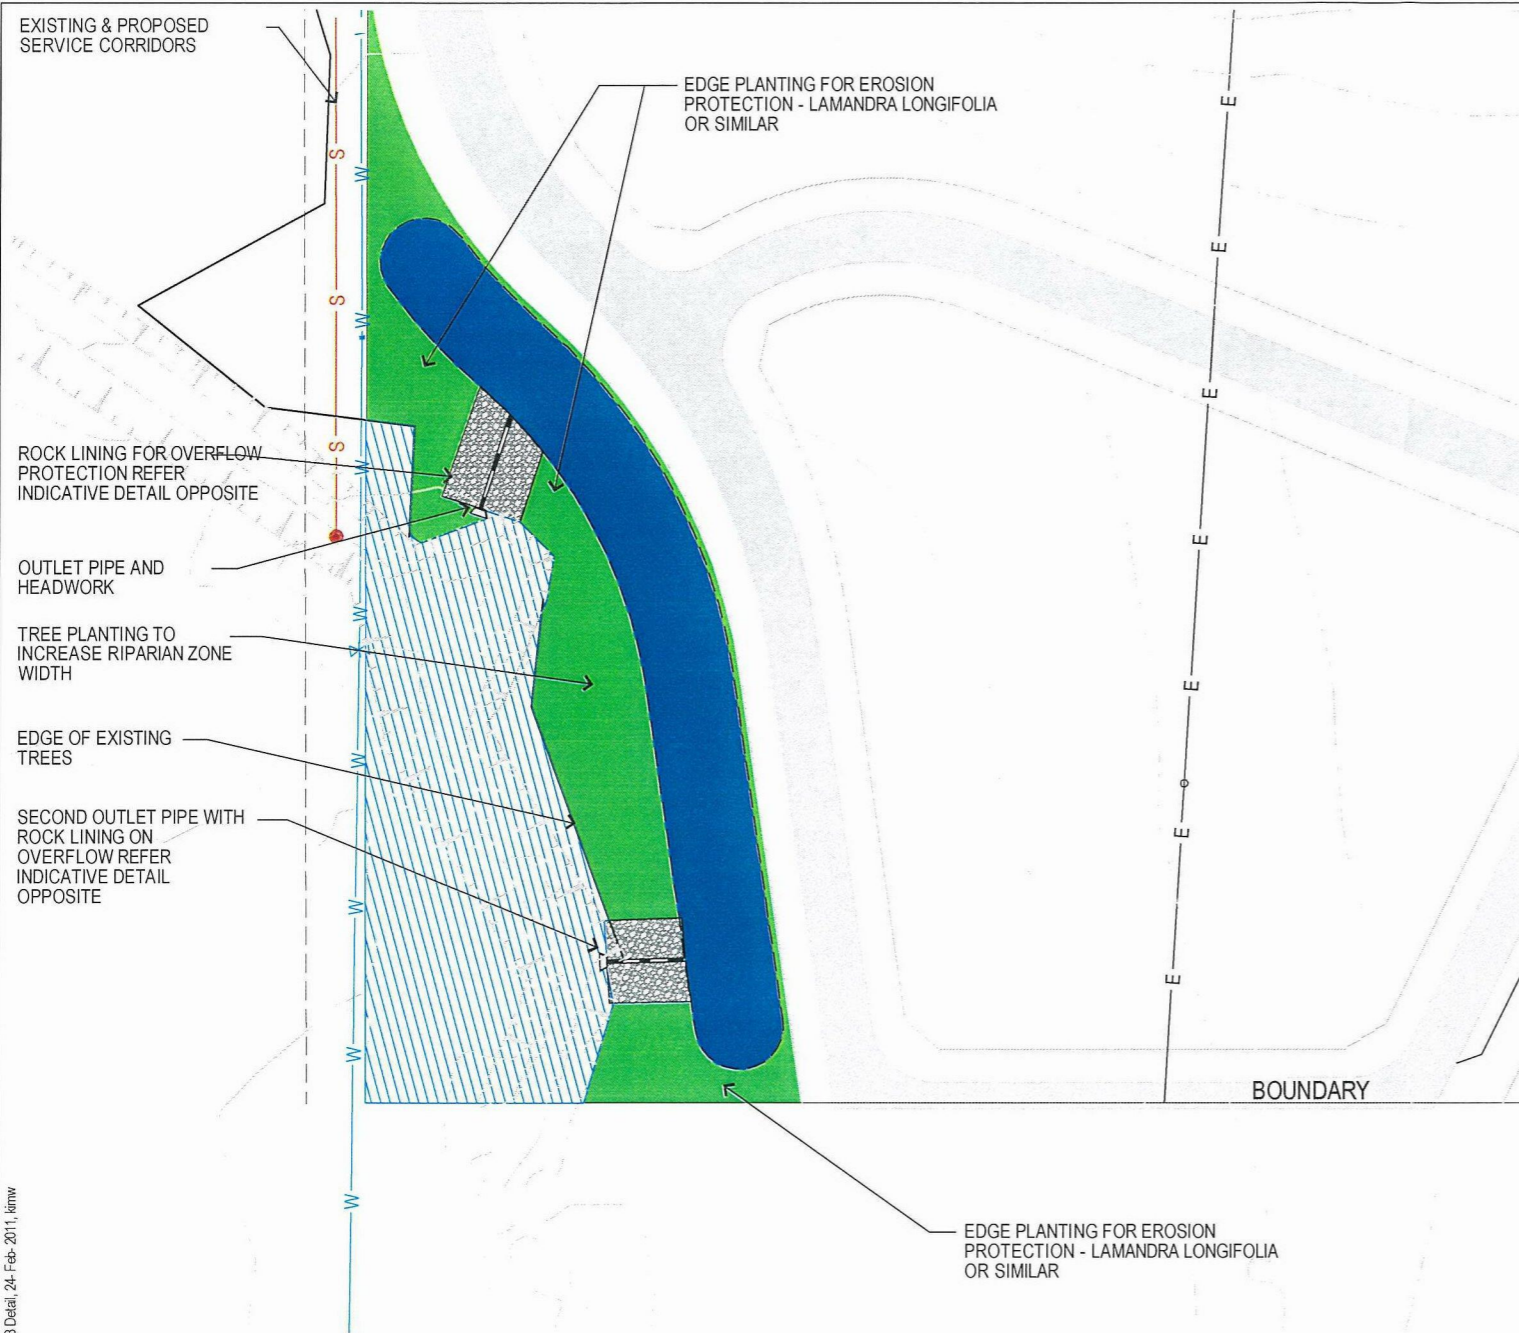 EXISTING & PROPOSED
SERVICE CORRIDORS
EDGE PLANTING FOR EROSION
PROTECTION - LAMANDRA LONGIFOLIA
OR SIMILAR
ROCK LINING FOR OVERFLOW
PROTECTION REFER
INDICATIVE DETAIL OPPOSITE
OUTLET PIPE AND
HEADWORK
TREE PLANTING TO
INCREASE RIPARIAN ZONE
WIDTH
EDGE OF EXISTING
TREES
SECOND OUTLET PIPE WITH
ROCK LINING ON
OVERFLOW REFER
INDICATIVE DETAIL
OPPOSITE
S
S
S
W
W
W
W
W
W
W
W
E
E
E
E
E
E
E
BOUNDARY
EDGE PLANTING FOR EROSION
PROTECTION - LAMANDRA LONGIFOLIA
OR SIMILAR
Detail, 24- Feb- 2011, kimw